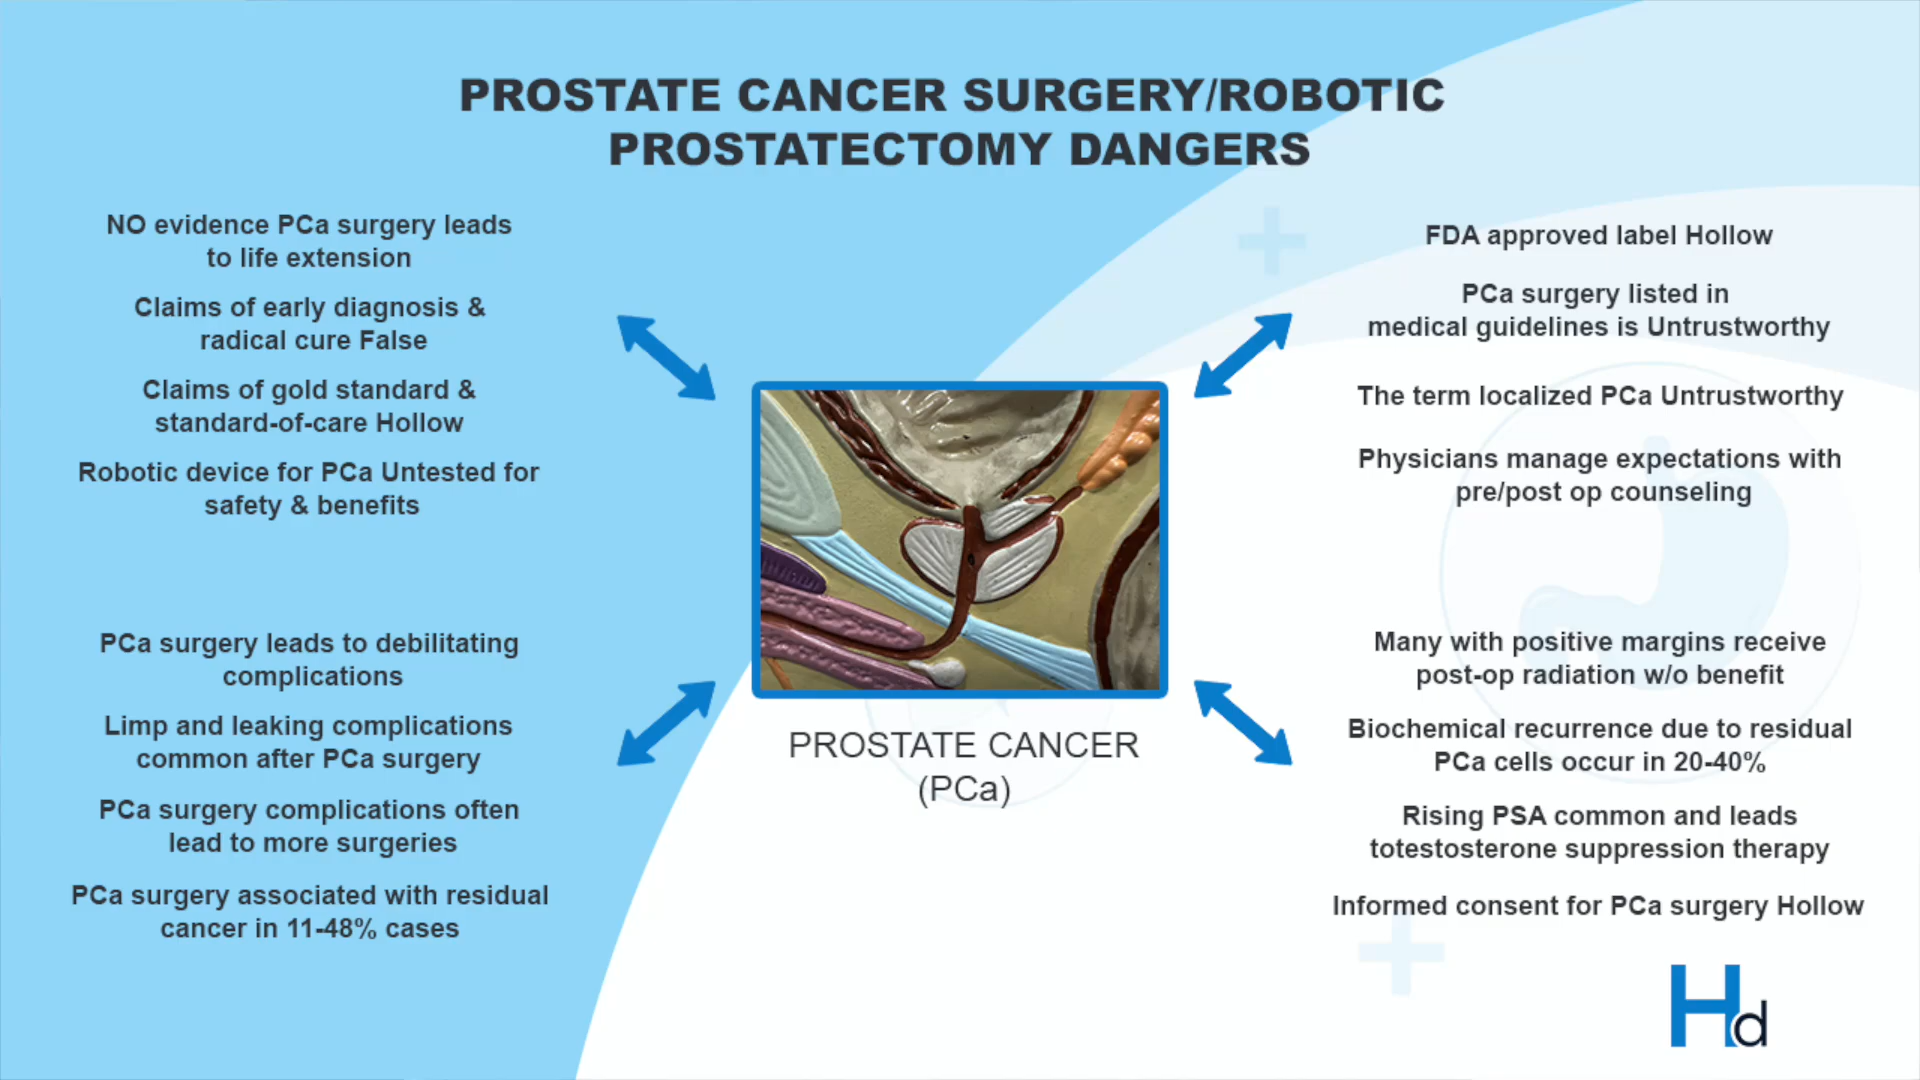 PROSTATE CANCER SURGERY/ROBOTIC
PROSTATECTOMY DANGERS
NO evidence PCa surgery leads
to life extension
Claims of early diagnosis &
radical cure False
Claims of gold standard &
standard-of-care Hollow
Robotic device for PCa Untested for
safety & benefits
PCa surgery leads to debilitating
complications
Limp and leaking complications
common after PCa surgery
PCa surgery complications often
lead to more surgeries
PCa surgery associated with residual
cancer in 11-48% cases
PROSTATE CANCER
(PCa)
FDA approved label Hollow
PCa surgery listed in
medical guidelines is Untrustworthy
The term localized PCa Untrustworthy
Physicians manage expectations with
pre/post op counseling
Many with positive margins receive
post-op radiation w/o benefit
Biochemical recurrence due to residual
PCa cells occur in 20-40%
Rising PSA common and leads
totestosterone suppression therapy
Informed consent for PCa surgery Hollow
Hd